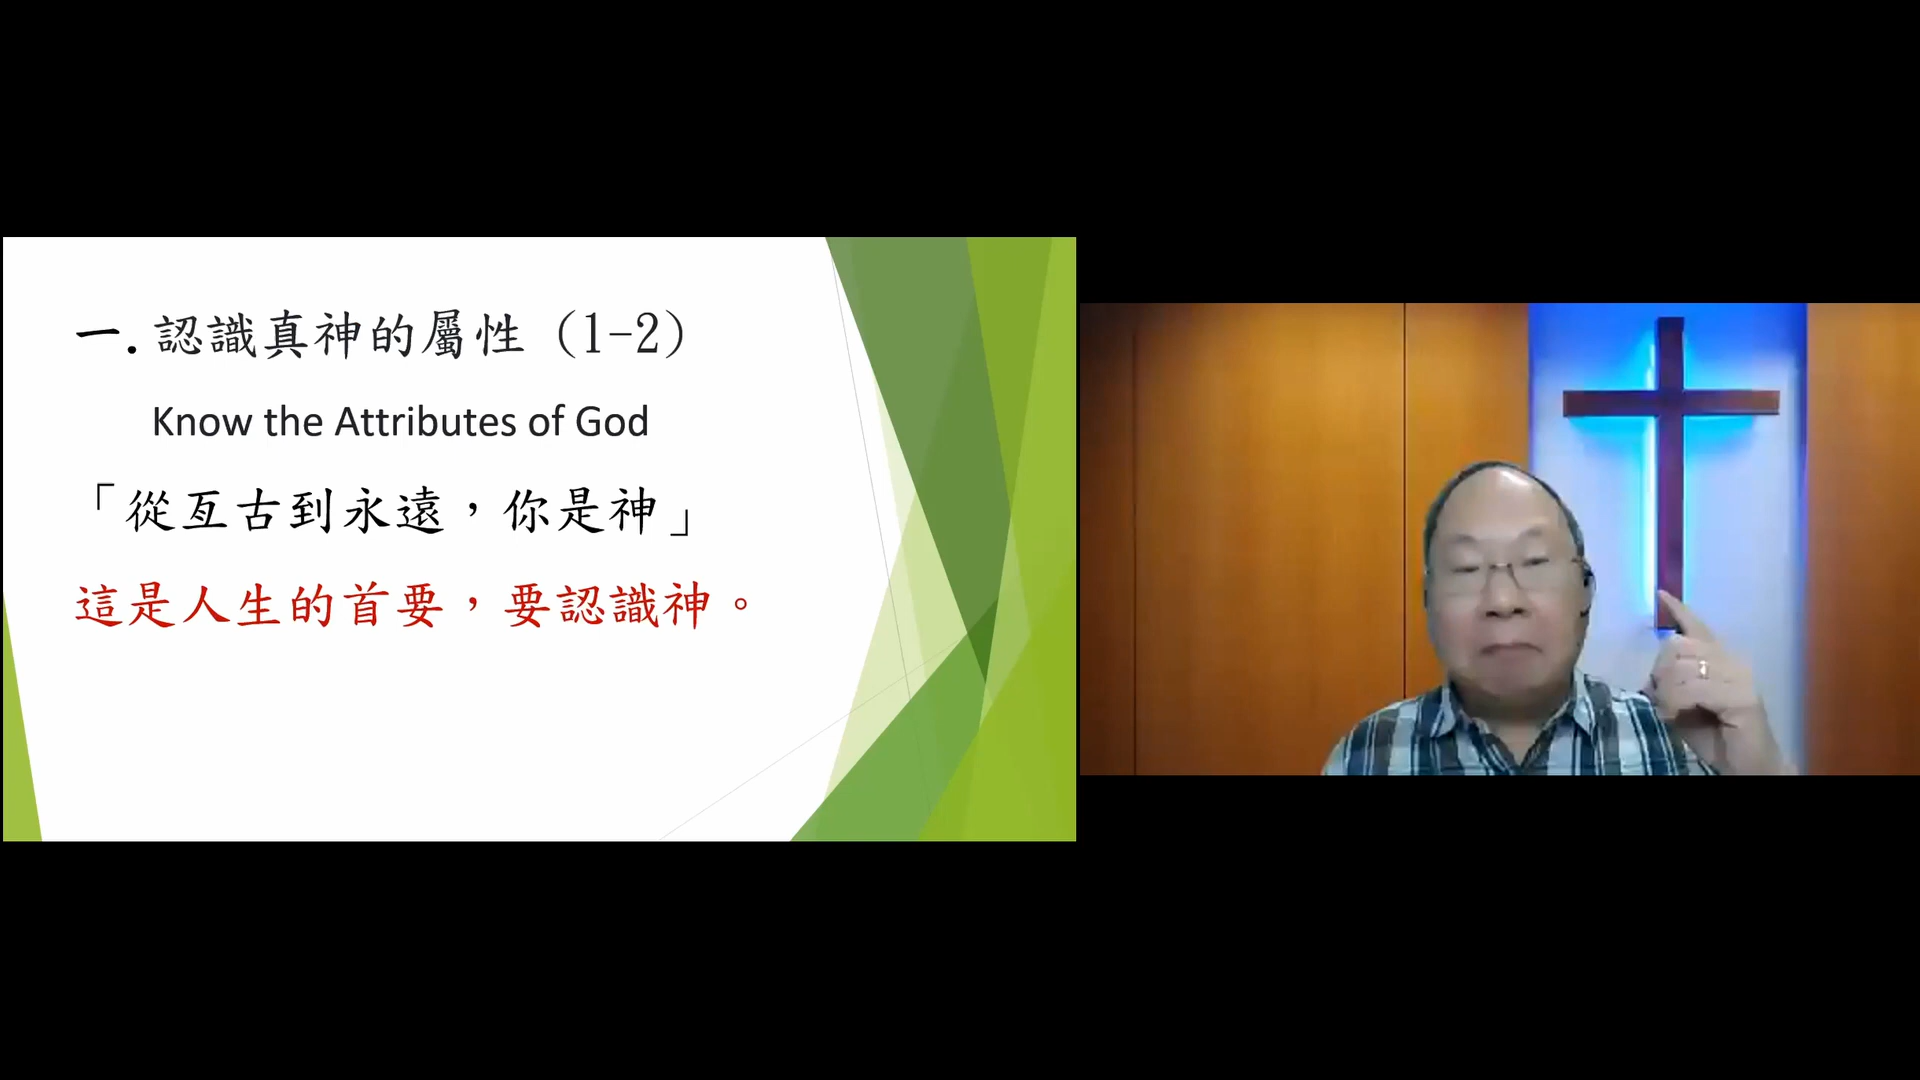 一. 認識真神的屬性 (1-2)
Know the Attributes of God
「從亙古到永遠，你是神」
這是人生的首要，要認識神。